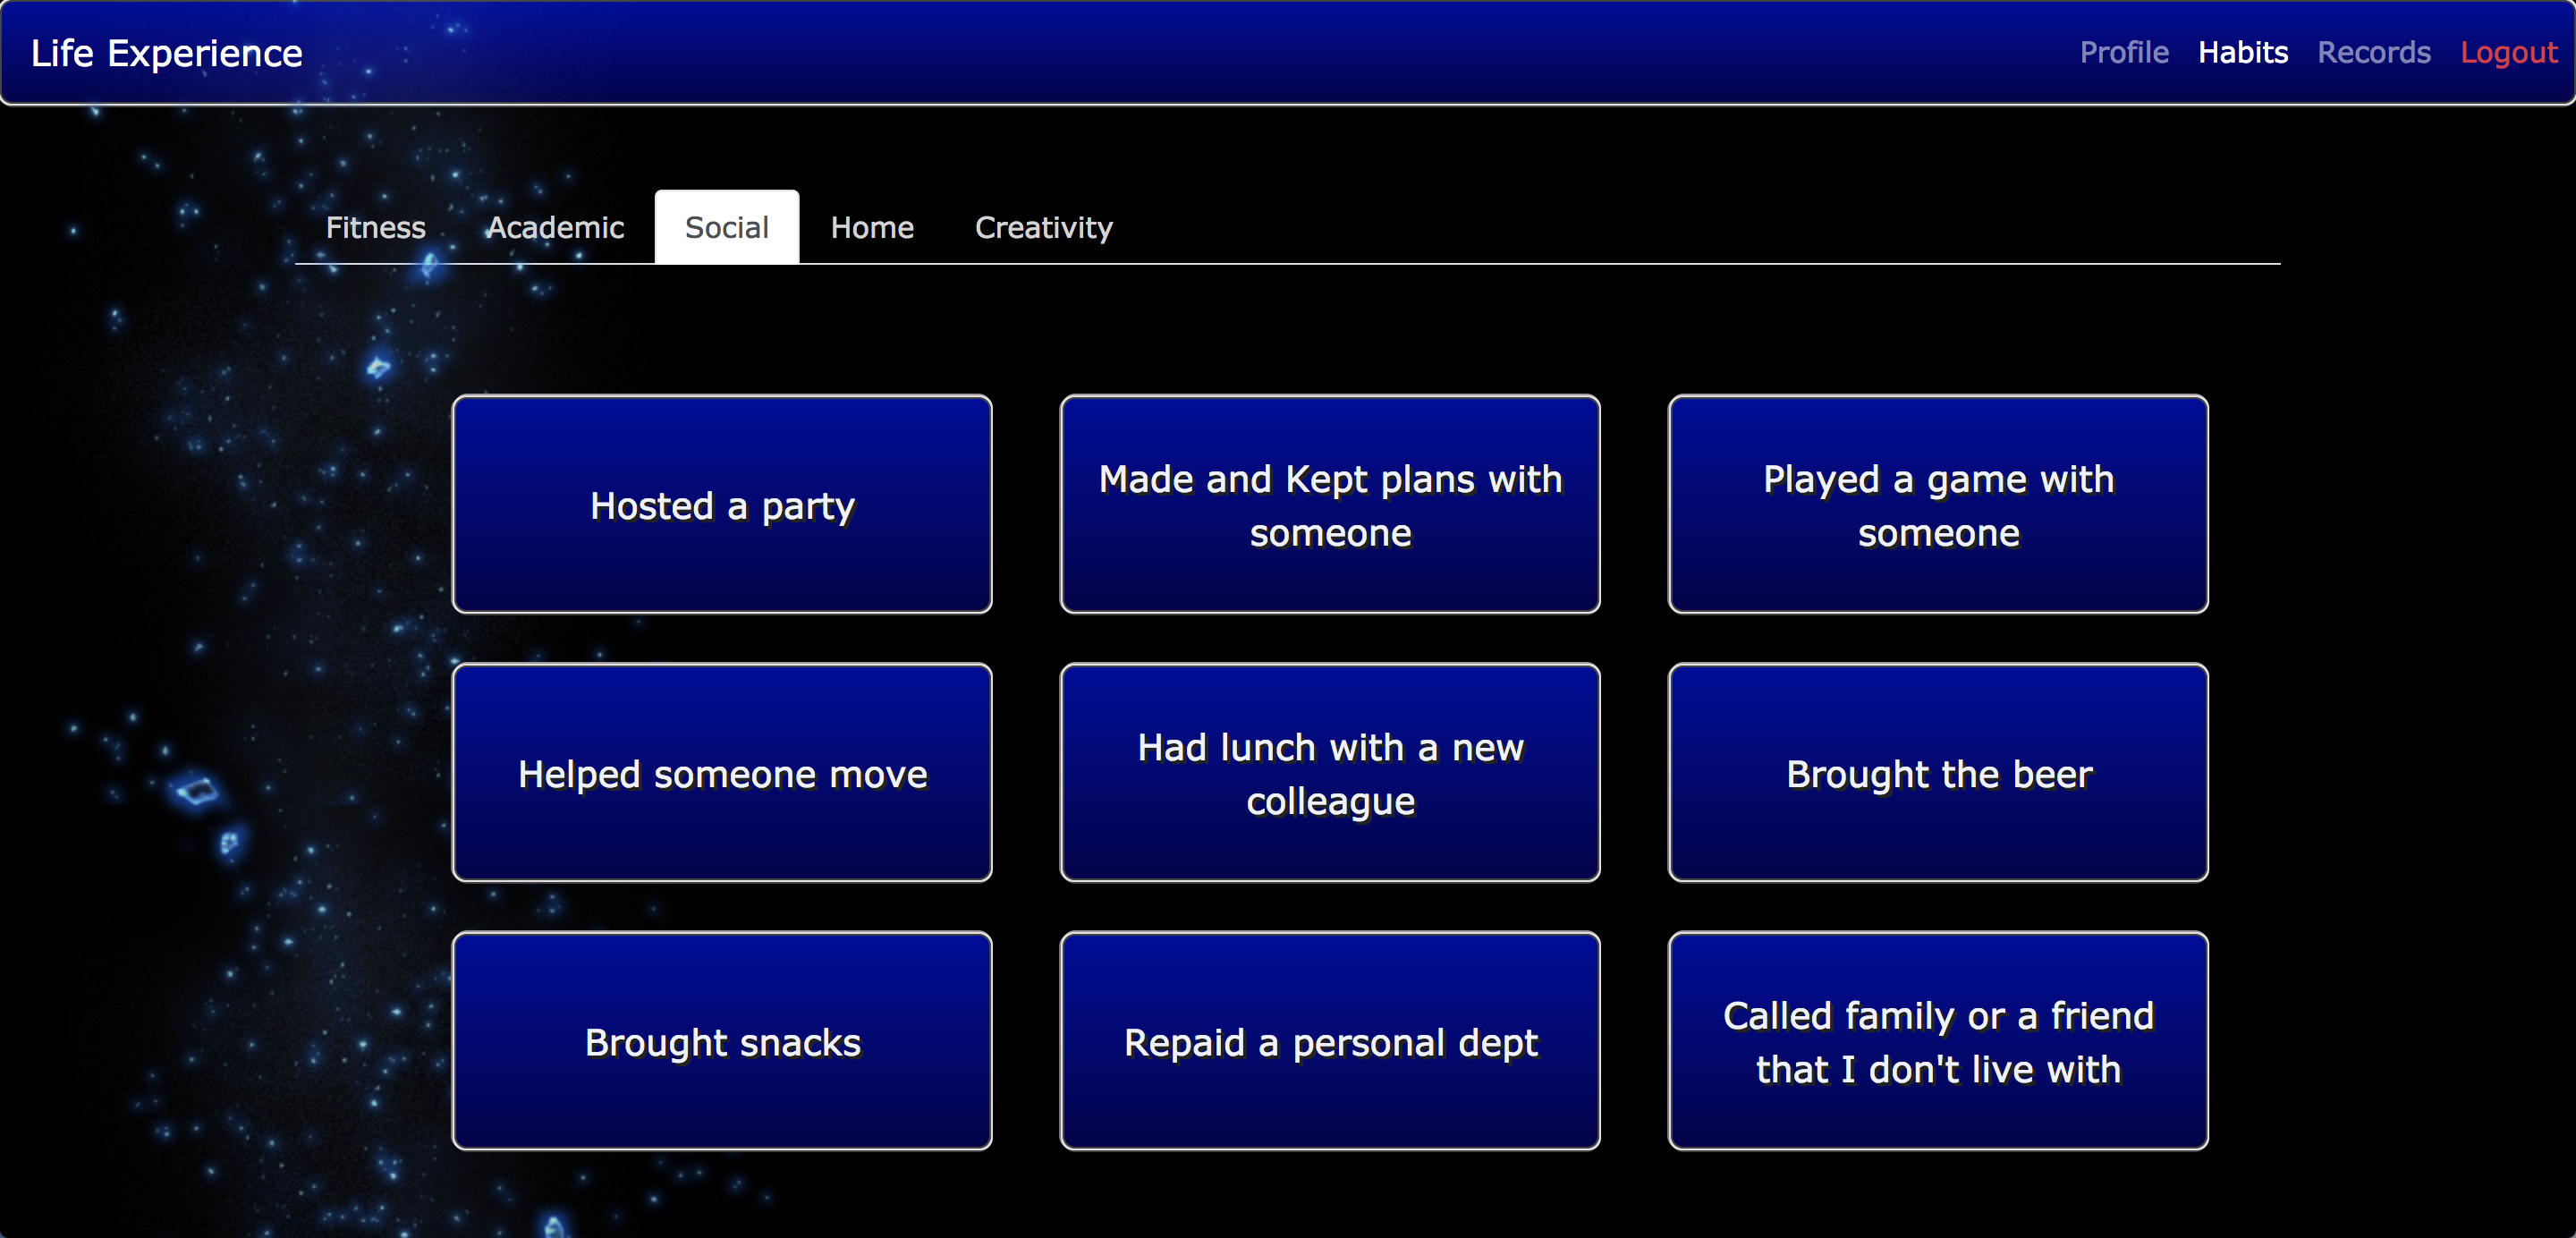 Life Experience
Profile Habits Records Logout
Fitness Academic Social Home Creativity
Hosted a party
Made and Kept plans with
someone
Played a game with
someone
Helped someone move
Had lunch with a new
colleague
Brought the beer
Brought snacks
Repaid a personal dept
Called family or a friend
that I don't live with